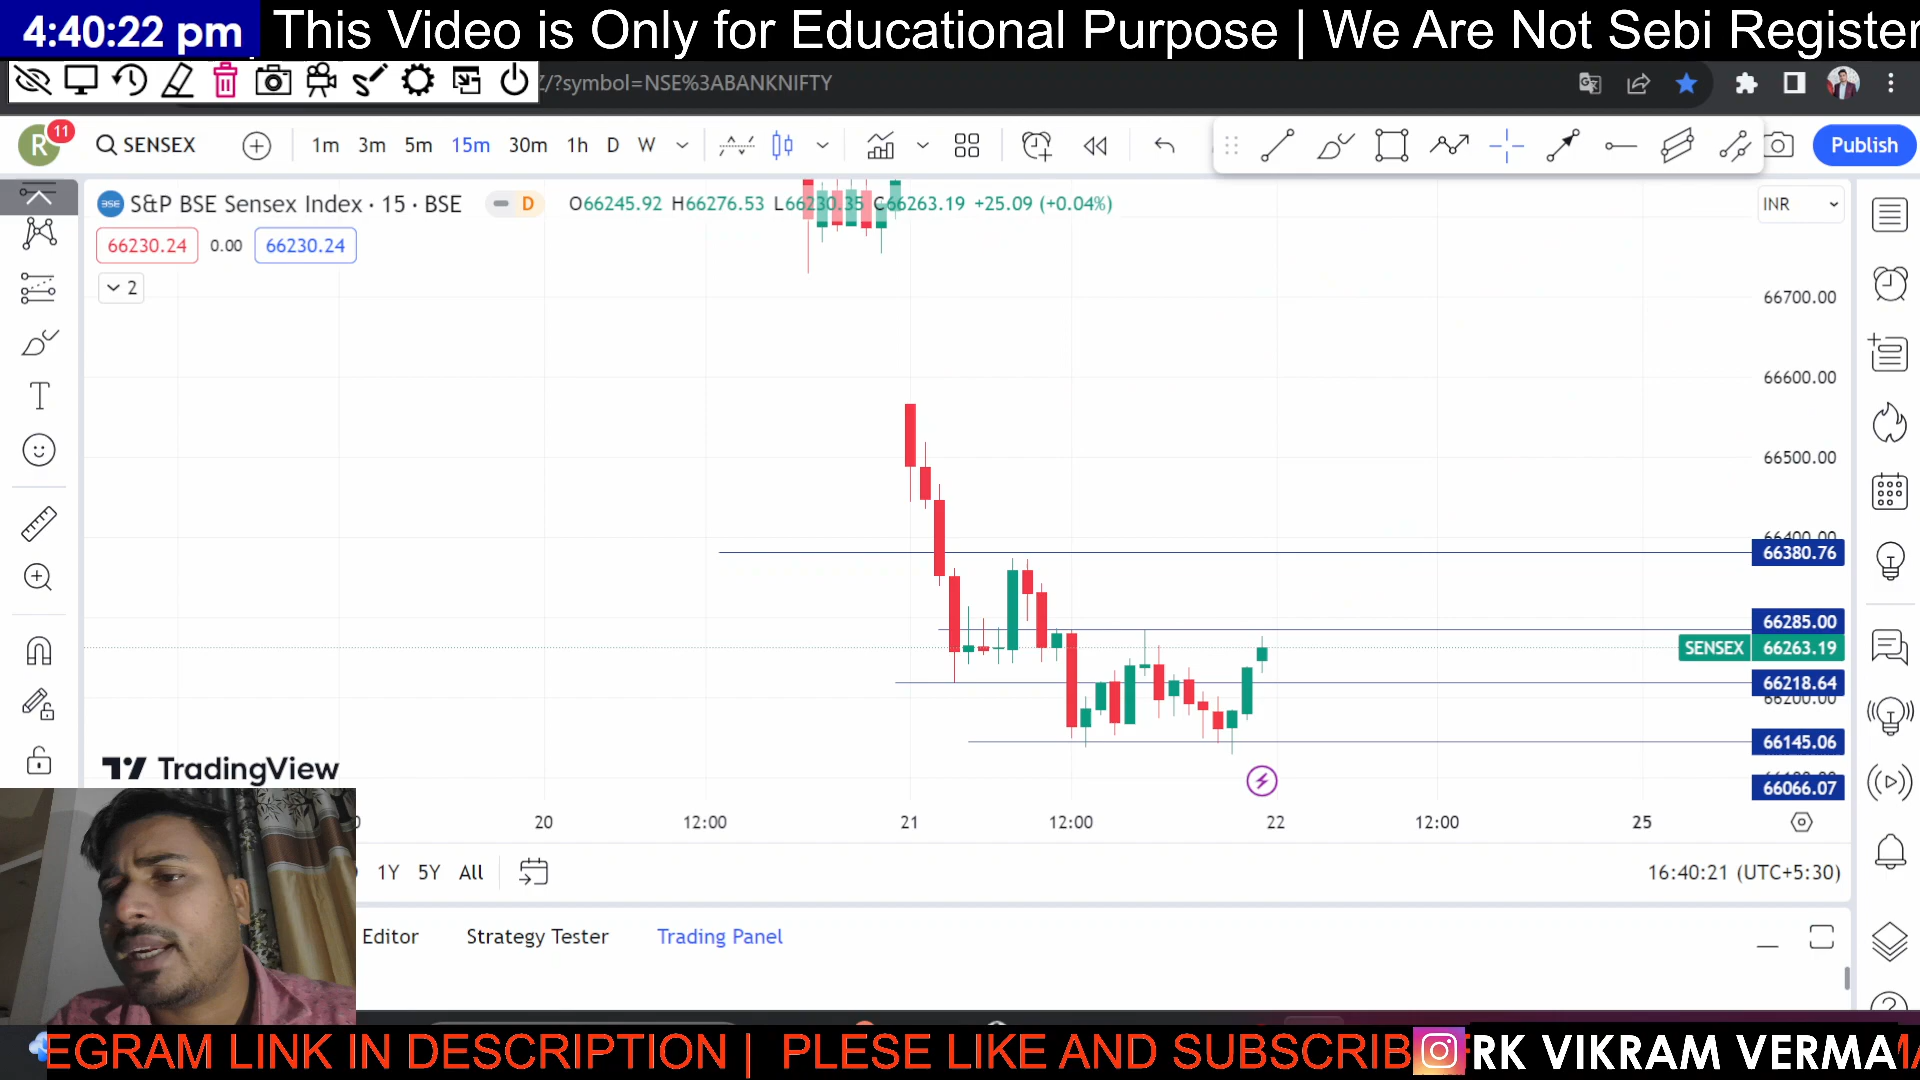 4:40:22 pm
This Video is Only for Educational Purpose | We Are Not Sebi Register
/?symbol=NSE%3ABANKNIFTY
R 11 SENSEX 1m 3m 5m 15m 30m 1h D W Publish
S&P BSE Sensex Index · 15 · BSE D O66245.92 H66276.53 L66230.35 C66263.19 +25.09 (+0.04%) INR
66230.24 0.00 66230.24
2
66700.00
66600.00
66500.00
66400.00
66380.76
66285.00
SENSEX 66263.19
66218.64
66200.00
66145.06
66066.07
TradingView
20 12:00 21 12:00 22 12:00 25
1Y 5Y All 16:40:21 (UTC+5:30)
Editor Strategy Tester Trading Panel
EGRAM LINK IN DESCRIPTION | PLESE LIKE AND SUBSCRIB RK VIKRAM VERMA